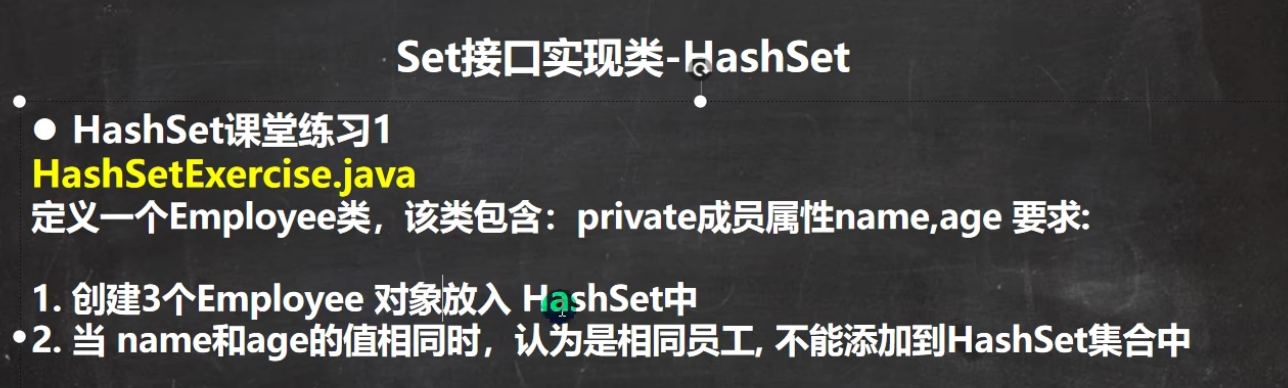 Set接口实现类-HashSet
● HashSet课堂练习1
HashSetExercise.java
定义一个Employee类，该类包含：private成员属性name,age 要求:
1. 创建3个Employee 对象放入 HashSet中
2. 当 name和age的值相同时，认为是相同员工, 不能添加到HashSet集合中